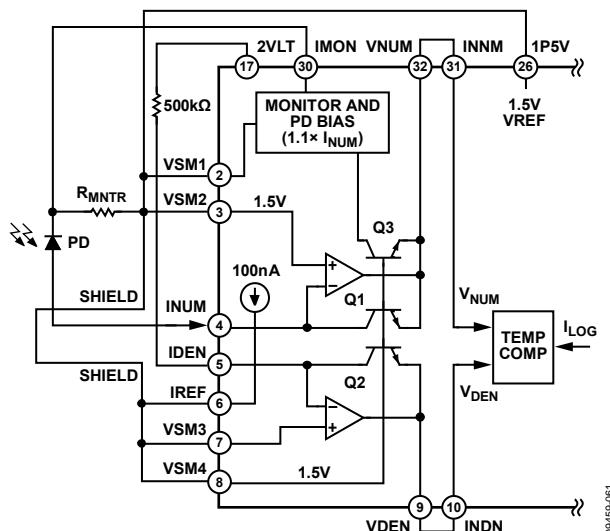 2VLT IMON VNUM INNM 1P5V
17 30 32 31 26
500kΩ
MONITOR AND
PD BIAS
(1.1× INUM)
1.5V
VREF
VSM1
2
RMNTR
VSM2
3
1.5V
Q3
PD
100nA
+
−
SHIELD
INUM
4
Q1
VNUM
TEMP
COMP
ILOG
IDEN
5
SHIELD
Q2
VDEN
IREF
6
−
+
VSM3
7
VSM4
8
1.5V
9 10
VDEN INDN
09459-061